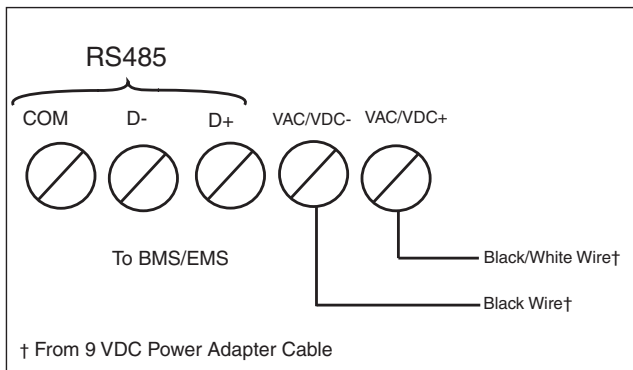 RS485
COM D- D+ VAC/VDC- VAC/VDC+
To BMS/EMS
Black/White Wire†
Black Wire†
† From 9 VDC Power Adapter Cable